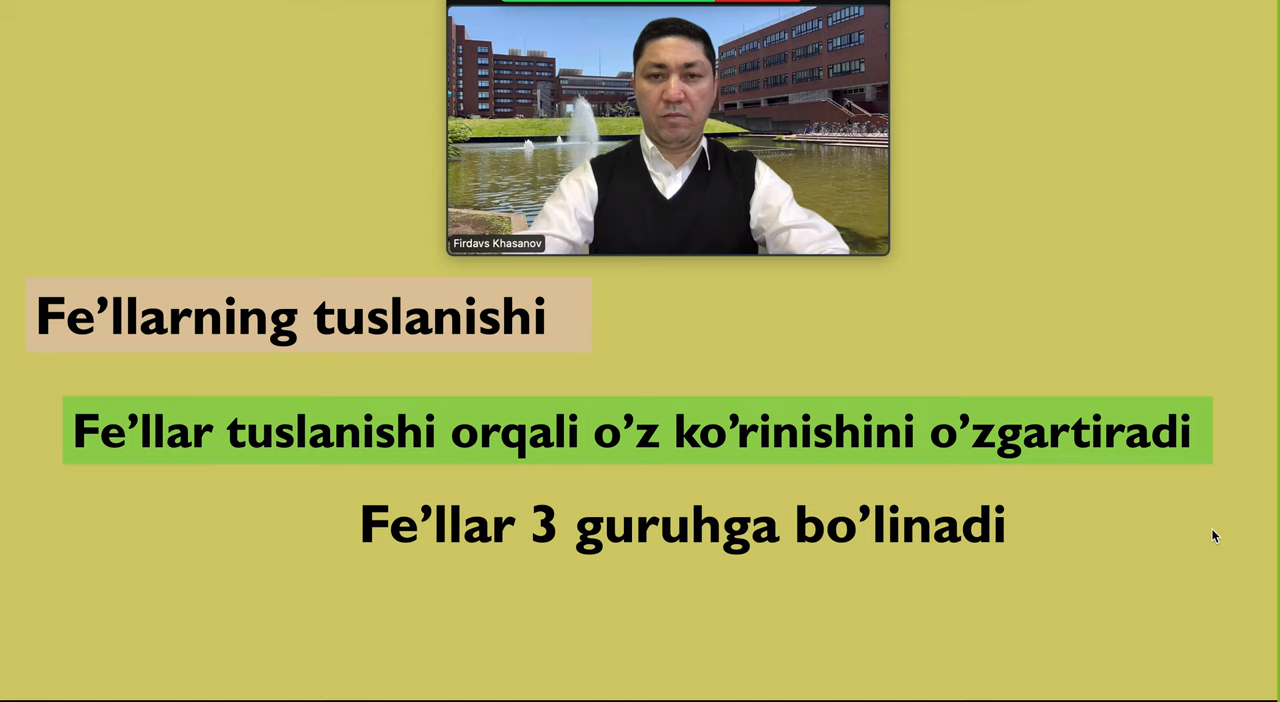 Firdavs Khasanov
Fe’llarning tuslanishi
Fe’llar tuslanishi orqali o’z ko’rinishini o’zgartiradi
Fe’llar 3 guruhga bo’linadi